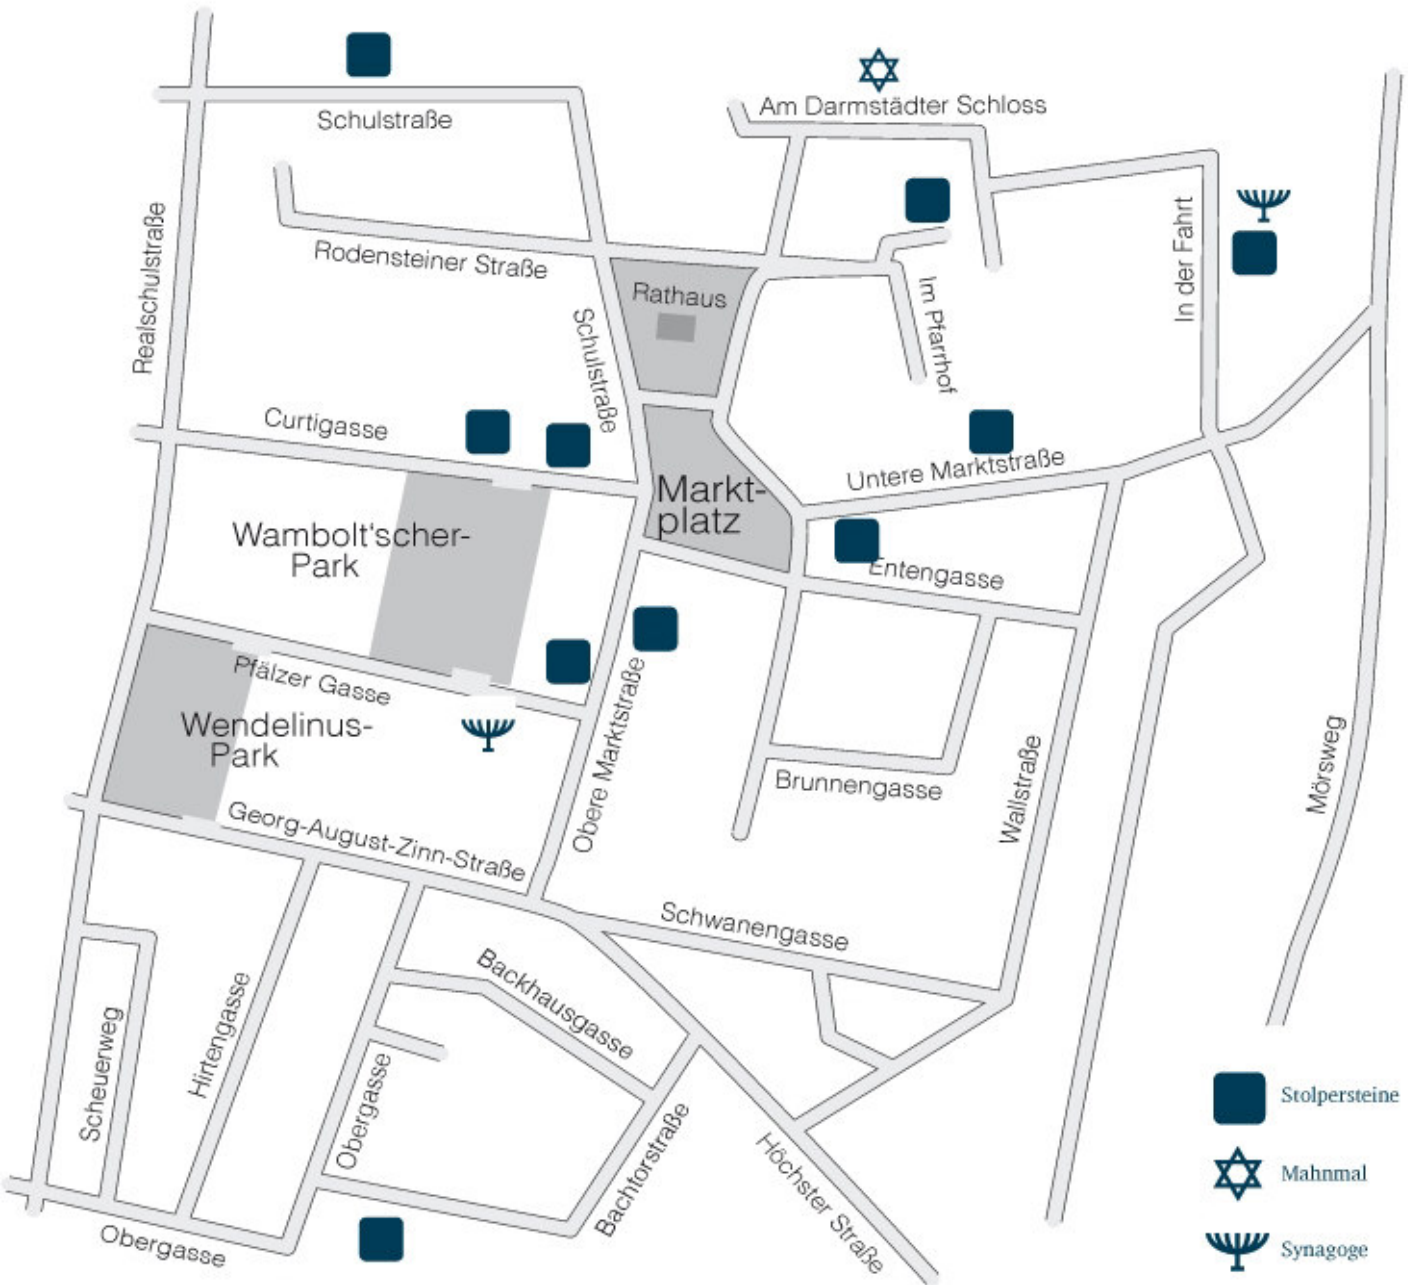 Schulstraße
Am Darmstädter Schloss
Realschulstraße
Rodensteiner Straße
Rathaus
Schulstraße
Im Pfarrhof
In der Fahrt
Curtigasse
Untere Marktstraße
Markt-
platz
Wambolt'scher-
Park
Entengasse
Pfälzer Gasse
Wendelinus-
Park
Obere Marktstraße
Brunnengasse
Wallstraße
Mörsweg
Georg-August-Zinn-Straße
Schwanengasse
Backhausgasse
Scheuerweg
Hirtengasse
Obergasse
Bachtorstraße
Höchster Straße
Obergasse
Stolpersteine
Mahnmal
Synagoge